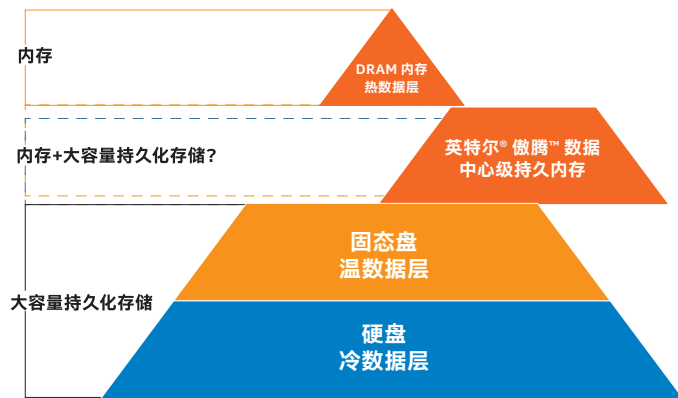 内存
DRAM 内存
热数据层
内存+大容量持久化存储？
英特尔® 傲腾™ 数据
中心级持久内存
固态盘
温数据层
大容量持久化存储
硬盘
冷数据层